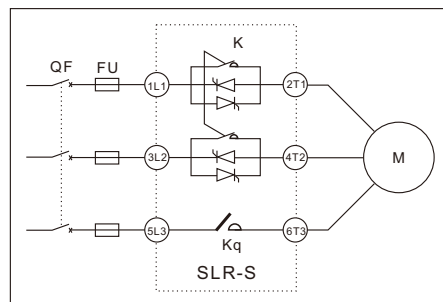 K
QF FU
1L1 2T1
3L2 4T2
M
5L3 6T3
Kq
SLR-S